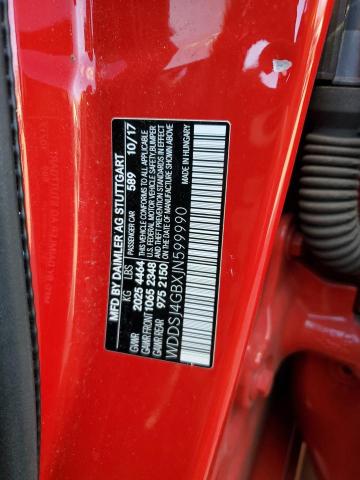 MFD BY DAIMLER AG STUTTGART
KG LBS PASSENGER CAR 589 10/17
GVWR 2025 4464 THIS VEHICLE CONFORMS TO ALL APPLICABLE
GAWR FRONT 1065 2348 U.S. FEDERAL MOTOR VEHICLE SAFETY, BUMPER
GAWR REAR 975 2150 AND THEFT PREVENTION STANDARDS IN EFFECT
ON THE DATE OF MANUFACTURE SHOWN ABOVE
WDDSJ4GBXJN599990 MADE IN HUNGARY